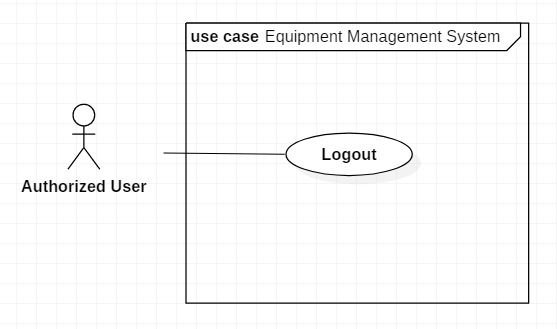 use case Equipment Management System
Logout
Authorized User